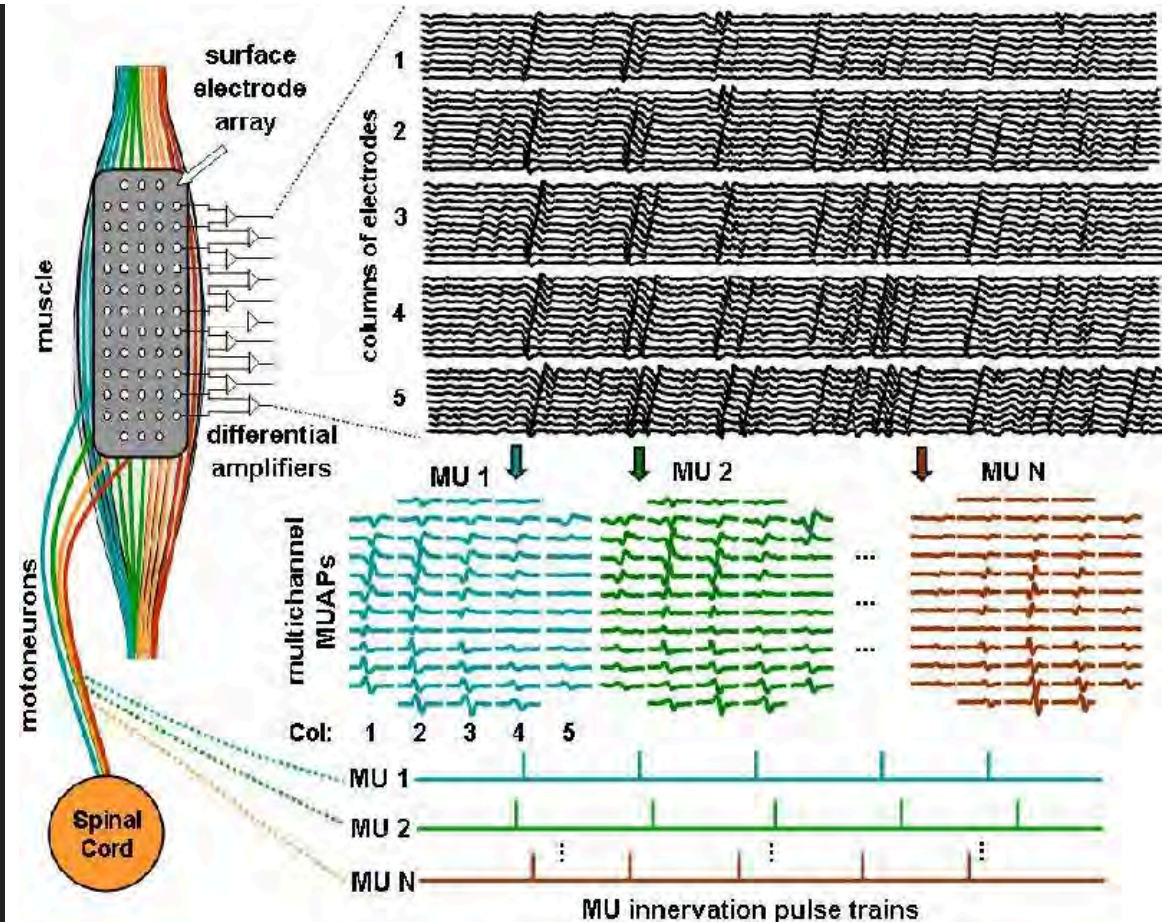 surface
electrode
array
muscle
differential
amplifiers
motoneurons
Spinal
Cord
columns of electrodes
1
2
3
4
5
MU 1
MU 2
MU N
multichannel
MUAPs
...
...
...
Col: 1 2 3 4 5
MU 1
MU 2
MU N
MU innervation pulse trains